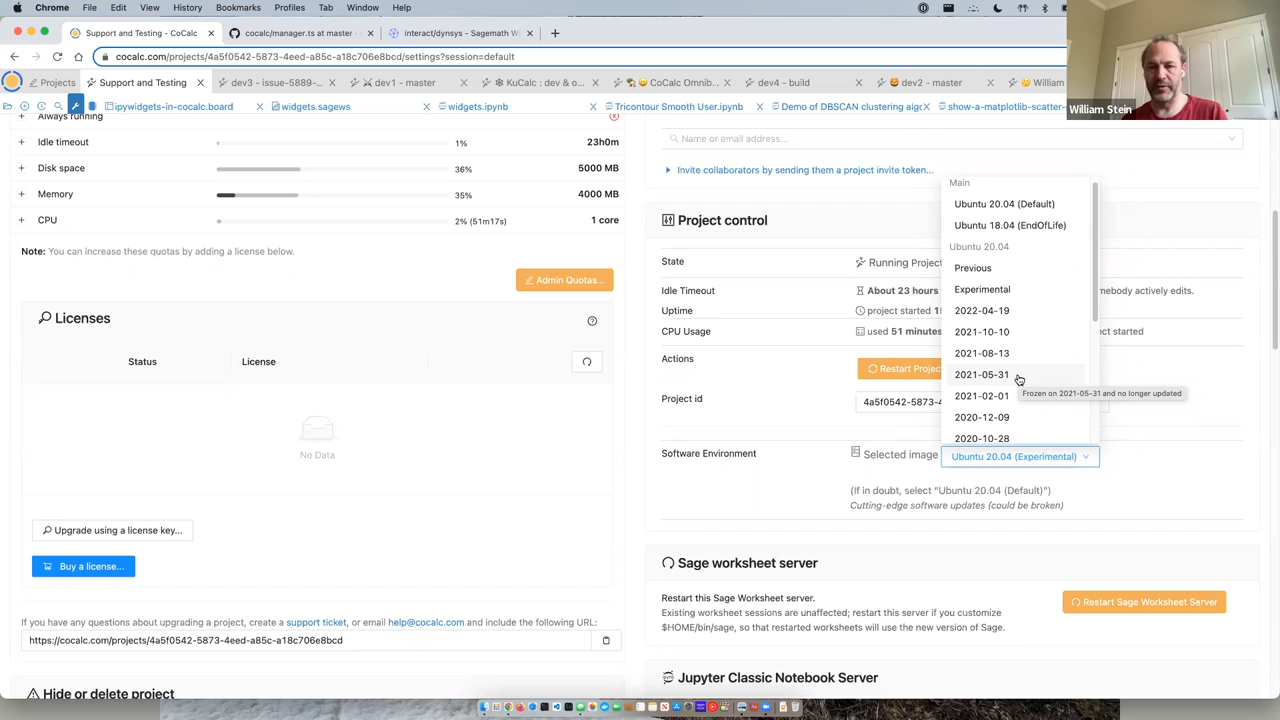 Chrome File Edit View History Bookmarks Profiles Tab Window Help
Support and Testing - CoCalc
cocalc/manager.ts at master
interact/dynsys - Sagemath W
cocalc.com/projects/4a5f0542-5873-4eed-a85c-a18c706e8bcd/settings?session=default
Projects
Support and Testing
dev3 - issue-5889-...
dev1 - master
KuCalc : dev & o...
CoCalc Omnib...
dev4 - build
dev2 - master
William
ipywidgets-in-cocalc.board
widgets.sagews
widgets.ipynb
Tricontour Smooth User.ipynb
Demo of DBSCAN clustering algo
show-a-matplotlib-scatter-
William Stein
Always running
Idle timeout 1% 23h0m
Disk space 36% 5000 MB
Memory 35% 4000 MB
CPU 2% (51m17s) 1 core
Note: You can increase these quotas by adding a license below.
Admin Quotas...
Licenses
Status License
No Data
Upgrade using a license key...
Buy a license...
If you have any questions about upgrading a project, create a support ticket, or email help@cocalc.com and include the following URL:
https://cocalc.com/projects/4a5f0542-5873-4eed-a85c-a18c706e8bcd
Hide or delete project
Name or email address...
Invite collaborators by sending them a project invite token...
Project control
State Running Project
Idle Timeout About 23 hours mebody actively edits.
Uptime project started
CPU Usage used 51 minutes ct started
Actions Restart Projec
Project id 4a5f0542-5873-4
Main
Ubuntu 20.04 (Default)
Ubuntu 18.04 (EndOfLife)
Ubuntu 20.04
Previous
Experimental
2022-04-19
2021-10-10
2021-08-13
2021-05-31
Frozen on 2021-05-31 and no longer updated
2021-02-01
2020-12-09
2020-10-28
Software Environment Selected image Ubuntu 20.04 (Experimental)
(If in doubt, select "Ubuntu 20.04 (Default)")
Cutting-edge software updates (could be broken)
Sage worksheet server
Restart this Sage Worksheet server.
Existing worksheet sessions are unaffected; restart this server if you customize
$HOME/bin/sage, so that restarted worksheets will use the new version of Sage.
Restart Sage Worksheet Server
Jupyter Classic Notebook Server